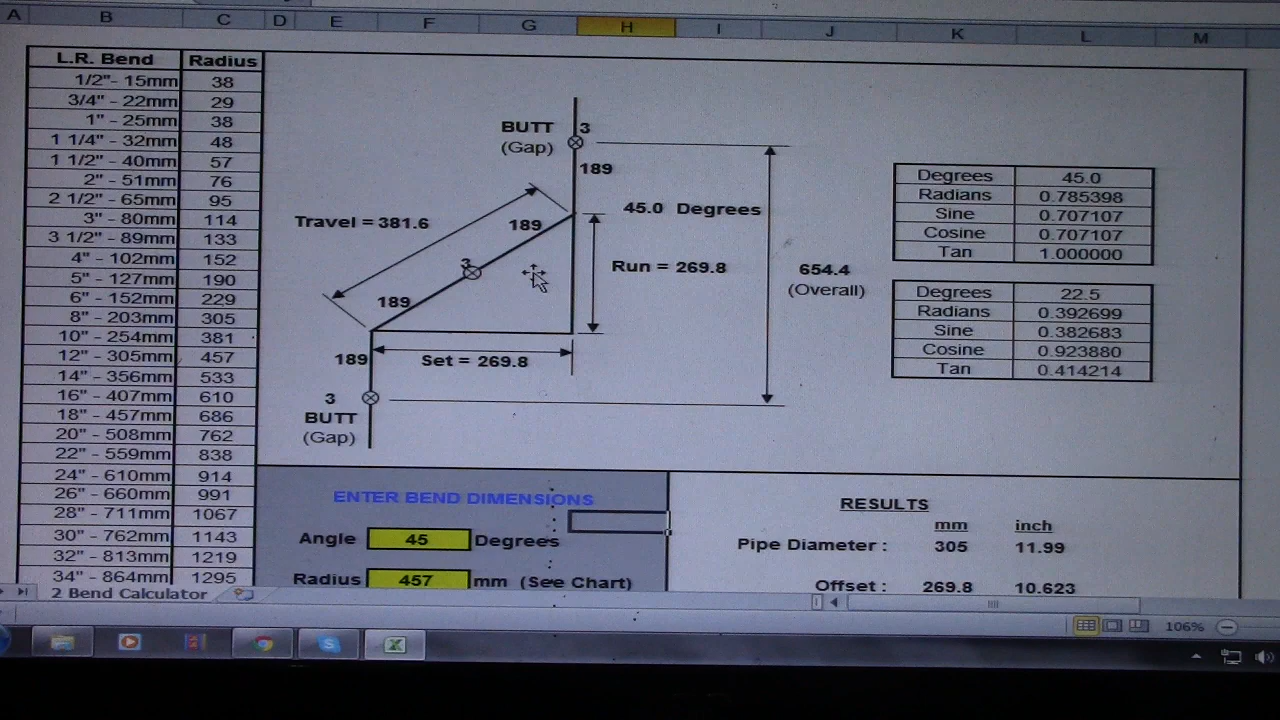 A B C D E F G H I J K L M
L.R. Bend Radius
1/2"- 15mm 38
3/4" - 22mm 29
1" - 25mm 38
1 1/4" - 32mm 48
1 1/2" - 40mm 57
2" - 51mm 76
2 1/2" - 65mm 95
3" - 80mm 114
3 1/2" - 89mm 133
4" - 102mm 152
5" - 127mm 190
6" - 152mm 229
8" - 203mm 305
10" - 254mm 381
12" - 305mm 457
14" - 356mm 533
16" - 407mm 610
18" - 457mm 686
20" - 508mm 762
22" - 559mm 838
24" - 610mm 914
26" - 660mm 991
28" - 711mm 1067
30" - 762mm 1143
32" - 813mm 1219
34" - 864mm 1295
BUTT 3
(Gap)
189
Travel = 381.6
189
45.0 Degrees
3
Run = 269.8
654.4
(Overall)
189
189
Set = 269.8
3
BUTT
(Gap)
Degrees 45.0
Radians 0.785398
Sine 0.707107
Cosine 0.707107
Tan 1.000000
Degrees 22.5
Radians 0.392699
Sine 0.382683
Cosine 0.923880
Tan 0.414214
ENTER BEND DIMENSIONS
Angle 45 Degrees
Radius 457 mm (See Chart)
RESULTS
mm inch
Pipe Diameter : 305 11.99
Offset : 269.8 10.623
2 Bend Calculator
106%